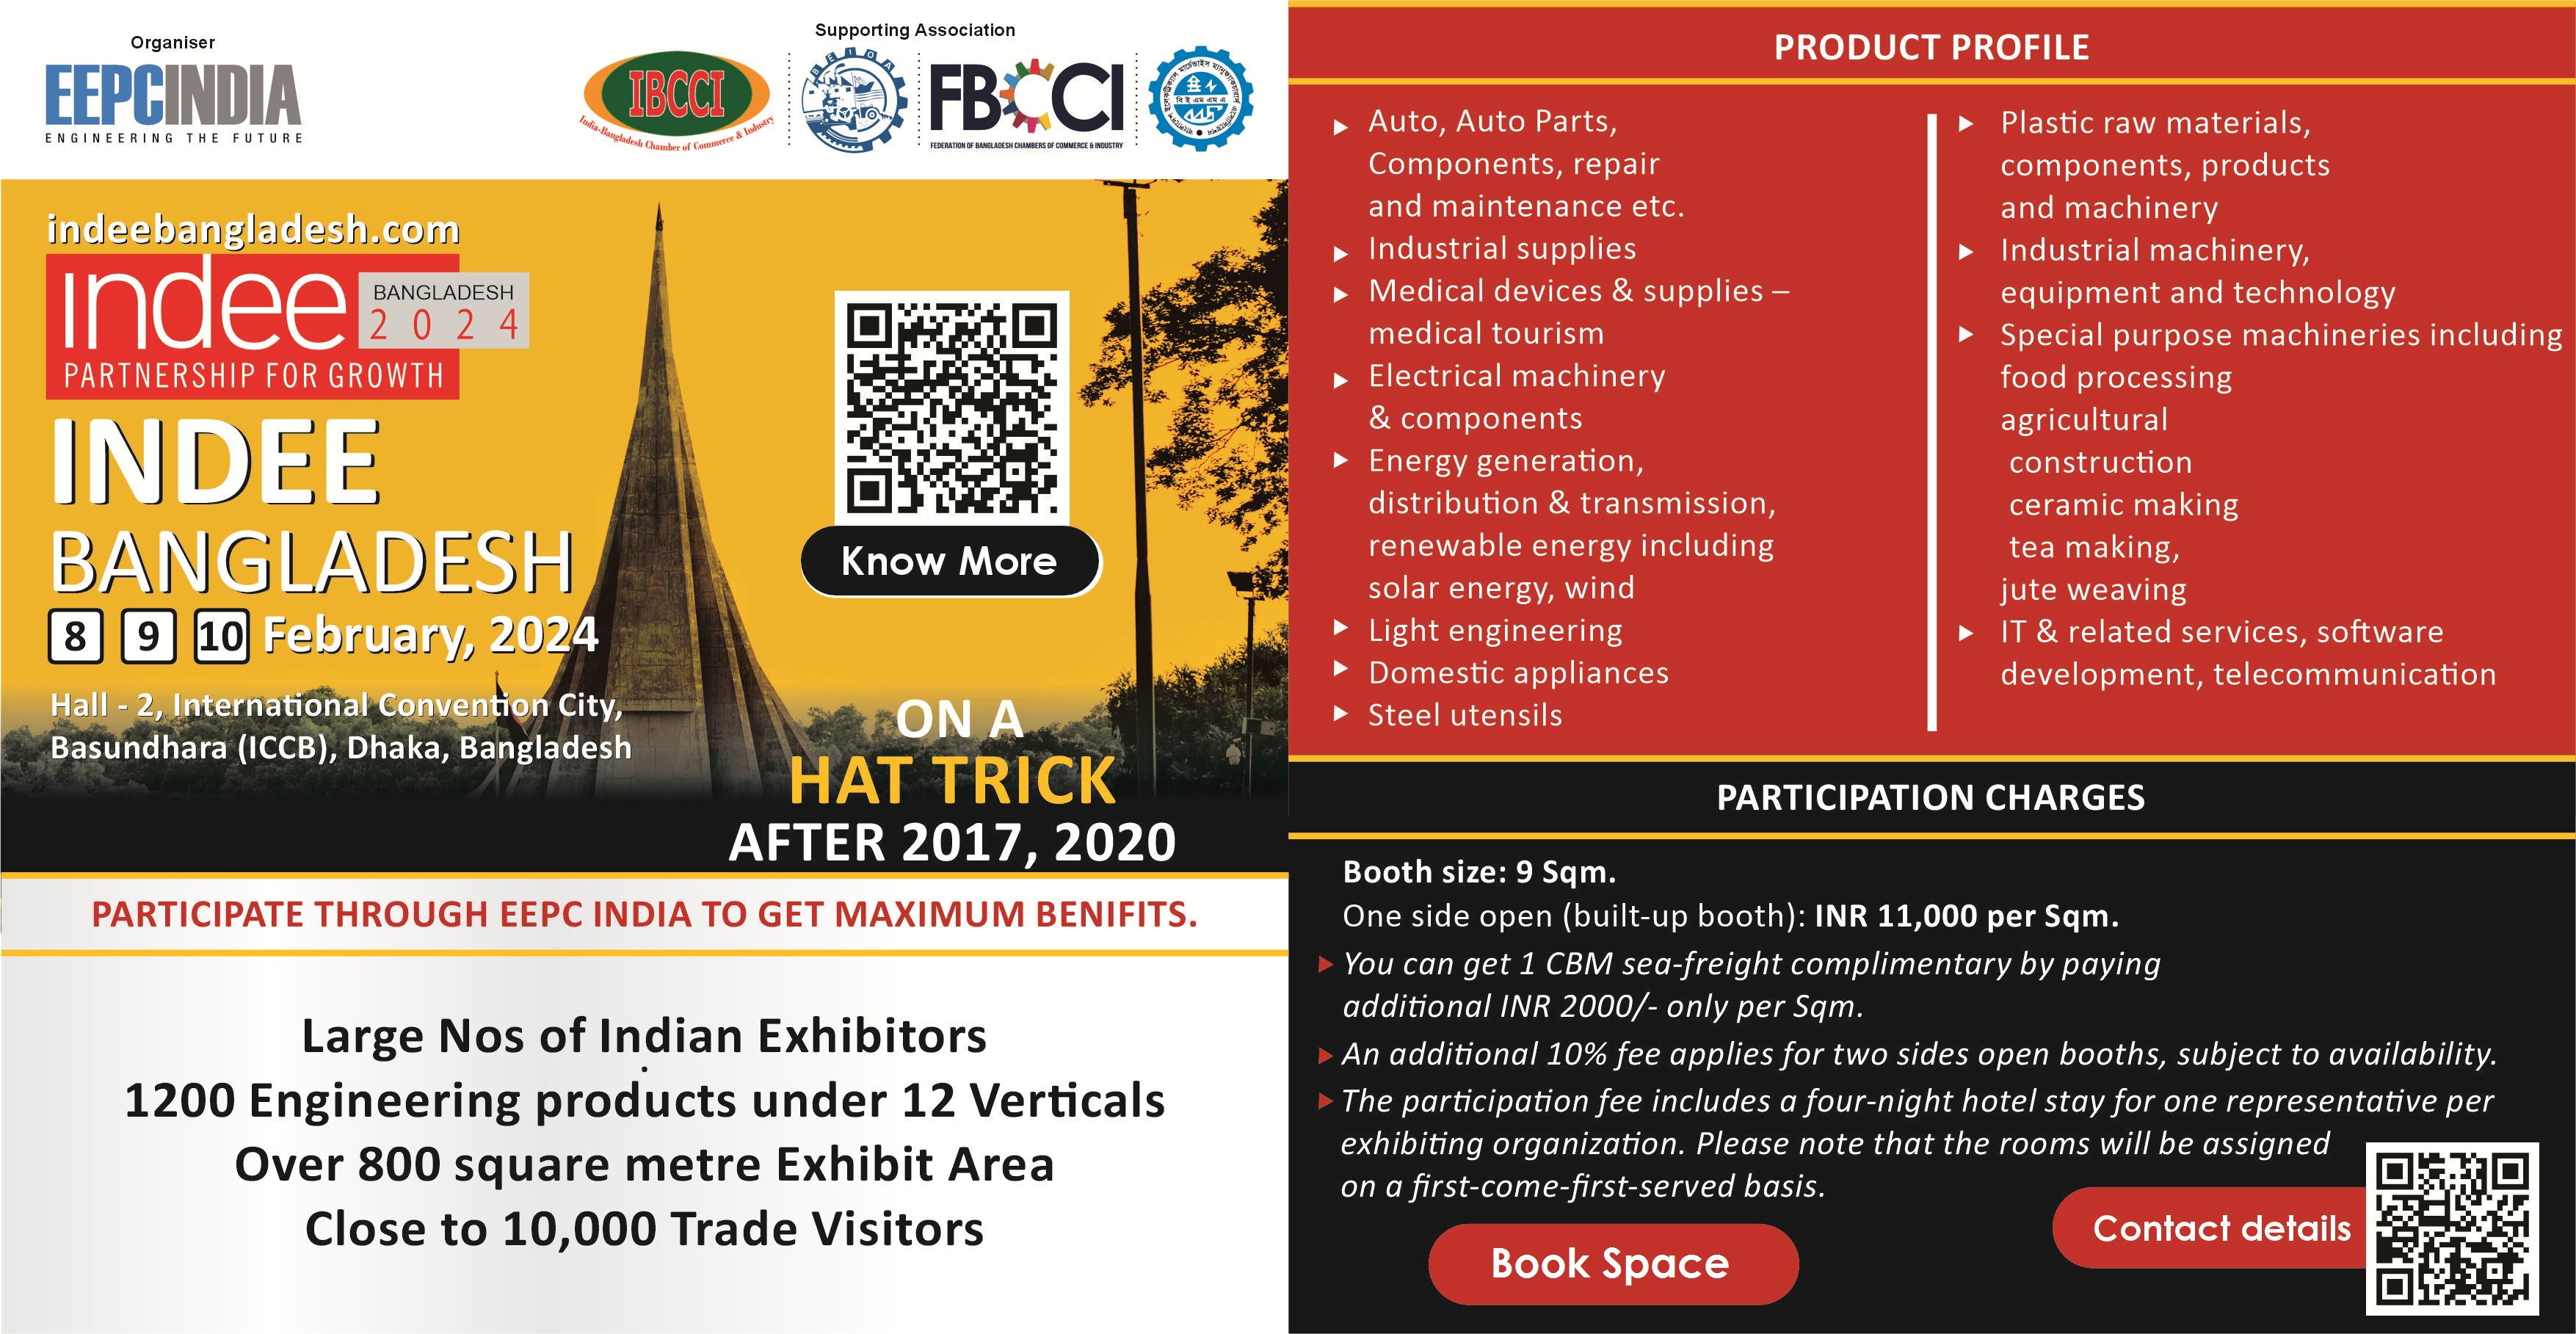 Organiser
EEPCINDIA
ENGINEERING THE FUTURE
Supporting Association
IBCCI
India-Bangladesh Chamber of Commerce & Industry
BEIOA
FBCCI
FEDERATION OF BANGLADESH CHAMBERS OF COMMERCE & INDUSTRY
বি ই এম এম এ
indeebangladesh.com
indee
BANGLADESH
2024
PARTNERSHIP FOR GROWTH
INDEE
BANGLADESH
8 9 10 February, 2024
Hall - 2, International Convention City,
Basundhara (ICCB), Dhaka, Bangladesh
Know More
ON A
HAT TRICK
AFTER 2017, 2020
PARTICIPATE THROUGH EEPC INDIA TO GET MAXIMUM BENIFITS.
Large Nos of Indian Exhibitors
1200 Engineering products under 12 Verticals
Over 800 square metre Exhibit Area
Close to 10,000 Trade Visitors
PRODUCT PROFILE
Auto, Auto Parts,
Components, repair
and maintenance etc.
Industrial supplies
Medical devices & supplies –
medical tourism
Electrical machinery
& components
Energy generation,
distribution & transmission,
renewable energy including
solar energy, wind
Light engineering
Domestic appliances
Steel utensils
Plastic raw materials,
components, products
and machinery
Industrial machinery,
equipment and technology
Special purpose machineries including
food processing
agricultural
construction
ceramic making
tea making,
jute weaving
IT & related services, software
development, telecommunication
PARTICIPATION CHARGES
Booth size: 9 Sqm.
One side open (built-up booth): INR 11,000 per Sqm.
You can get 1 CBM sea-freight complimentary by paying
additional INR 2000/- only per Sqm.
An additional 10% fee applies for two sides open booths, subject to availability.
The participation fee includes a four-night hotel stay for one representative per
exhibiting organization. Please note that the rooms will be assigned
on a first-come-first-served basis.
Book Space
Contact details